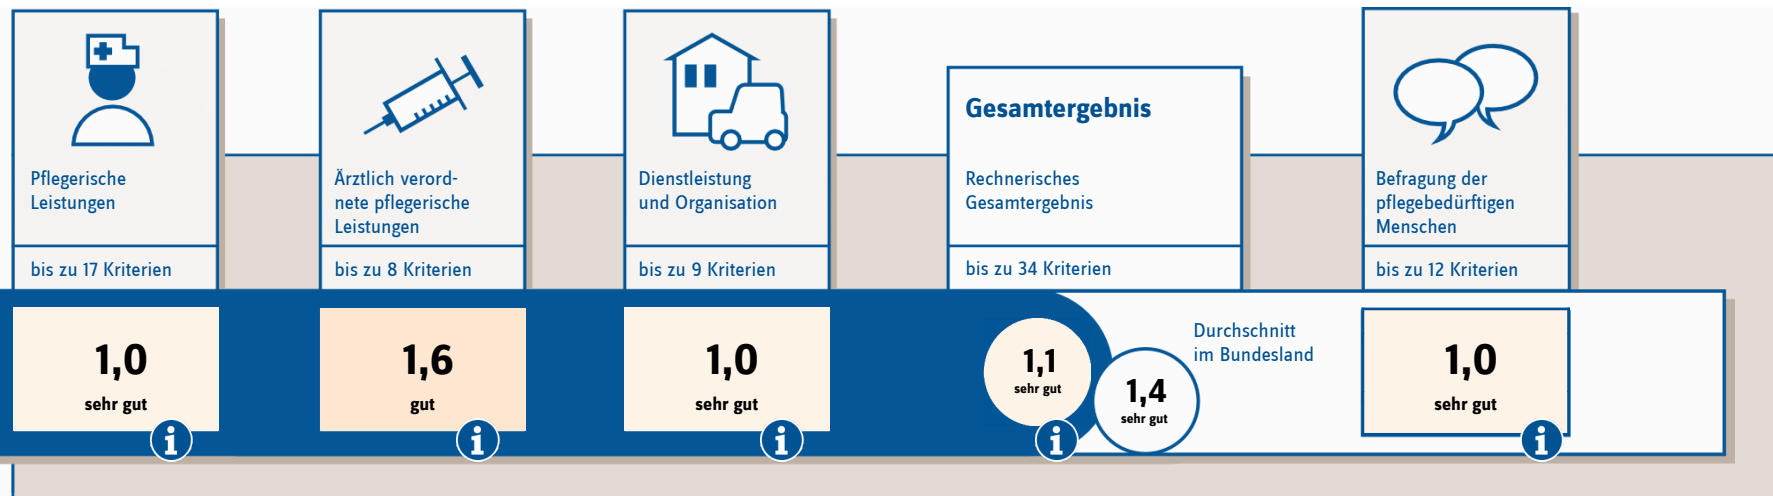 Pflegerische
Leistungen
bis zu 17 Kriterien
1,0
sehr gut
i
Ärztlich verord-
nete pflegerische
Leistungen
bis zu 8 Kriterien
1,6
gut
i
Dienstleistung
und Organisation
bis zu 9 Kriterien
1,0
sehr gut
i
Gesamtergebnis
Rechnerisches
Gesamtergebnis
bis zu 34 Kriterien
1,1
sehr gut
i
1,4
sehr gut
Durchschnitt
im Bundesland
Befragung der
pflegebedürftigen
Menschen
bis zu 12 Kriterien
1,0
sehr gut
i